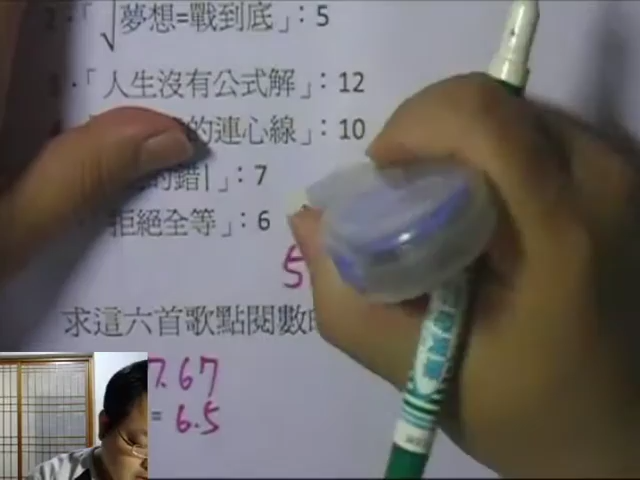 「√夢想=戰到底」：5
「人生沒有公式解」：12
的連心線」：10
的錯|」：7
拒絕全等」：6
5
求這六首歌點閱數
7.67
= 6.5